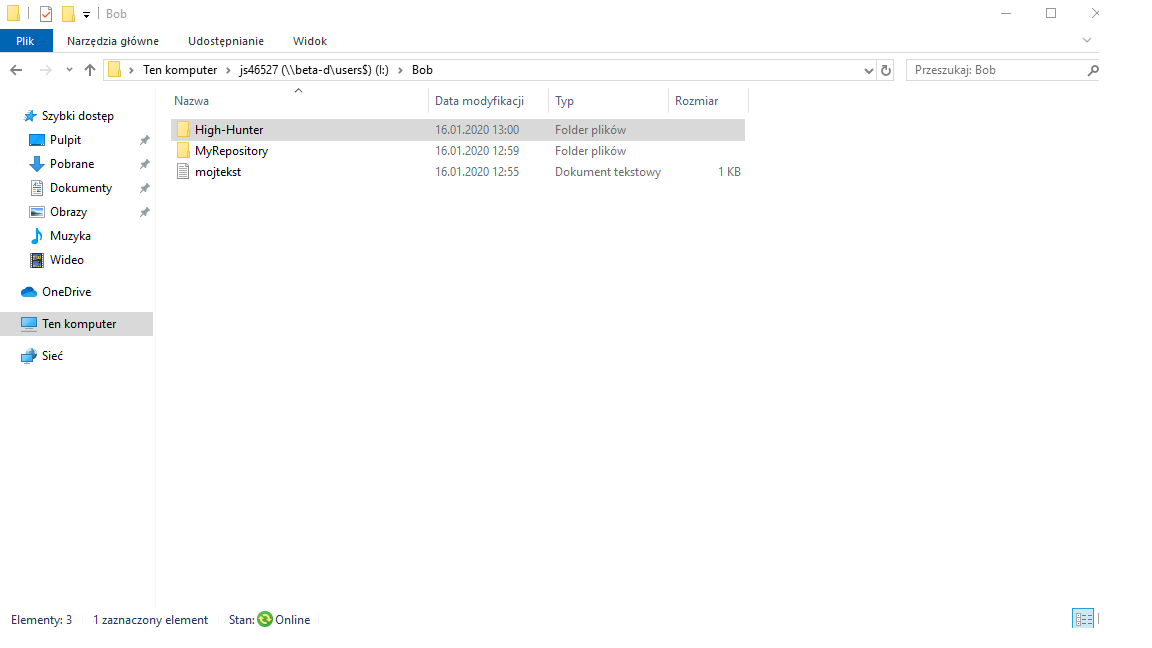 Bob
Plik Narzędzia główne Udostępnianie Widok
Ten komputer js46527 (\\beta-d\users$) (I:) Bob Przeszukaj: Bob
Nazwa Data modyfikacji Typ Rozmiar
High-Hunter 16.01.2020 13:00 Folder plików
MyRepository 16.01.2020 12:59 Folder plików
mojtekst 16.01.2020 12:55 Dokument tekstowy 1 KB
Szybki dostęp
Pulpit
Pobrane
Dokumenty
Obrazy
Muzyka
Wideo
OneDrive
Ten komputer
Sieć
Elementy: 3 1 zaznaczony element Stan: Online